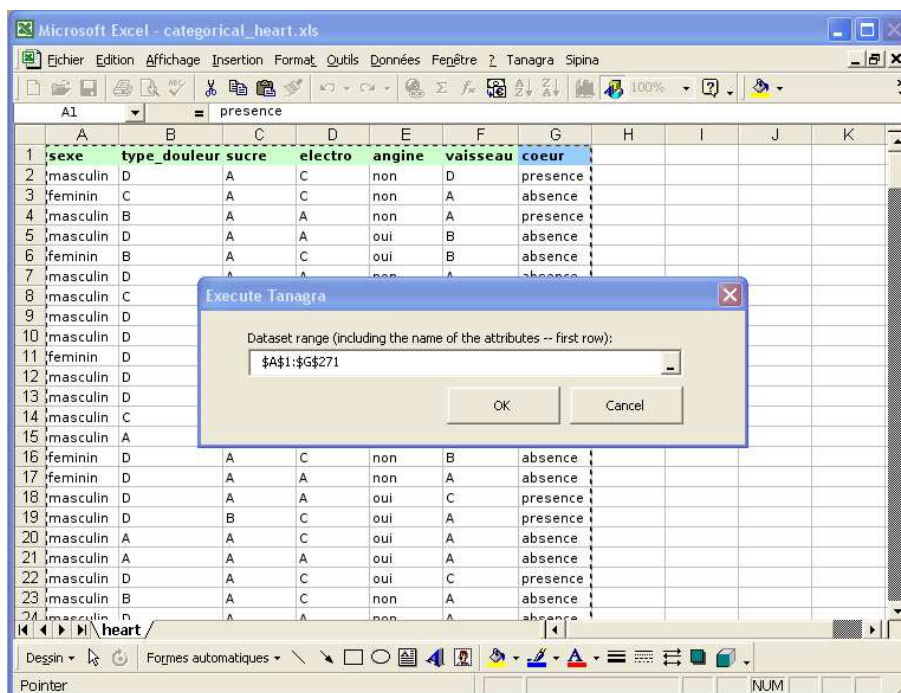 Microsoft Excel - categorical_heart.xls
Fichier Edition Affichage Insertion Format Outils Données Fenêtre ? Tanagra Sipina
100%
A1 = presence
A B C D E F G H I J K
1 sexe type_douleur sucre electro angine vaisseau coeur
2 masculin D A C non D presence
3 feminin C A C non A absence
4 masculin B A A non A presence
5 masculin D A A oui B absence
6 feminin B A C oui B absence
7 masculin D A A non A absence
8 masculin C
9 masculin D
10 masculin D
11 feminin D
12 masculin D
13 masculin D
14 masculin C
15 masculin A
Execute Tanagra
Dataset range (including the name of the attributes -- first row):
$A$1:$G$271
OK Cancel
16 feminin D A C non B absence
17 feminin D A A non A absence
18 masculin D A A oui C presence
19 masculin D B C oui A presence
20 masculin A A C oui A absence
21 masculin A A A oui A absence
22 masculin D A C oui C presence
23 masculin B A C non A absence
24 masculin D A A non A absence
heart
Dessin Formes automatiques
Pointer NUM